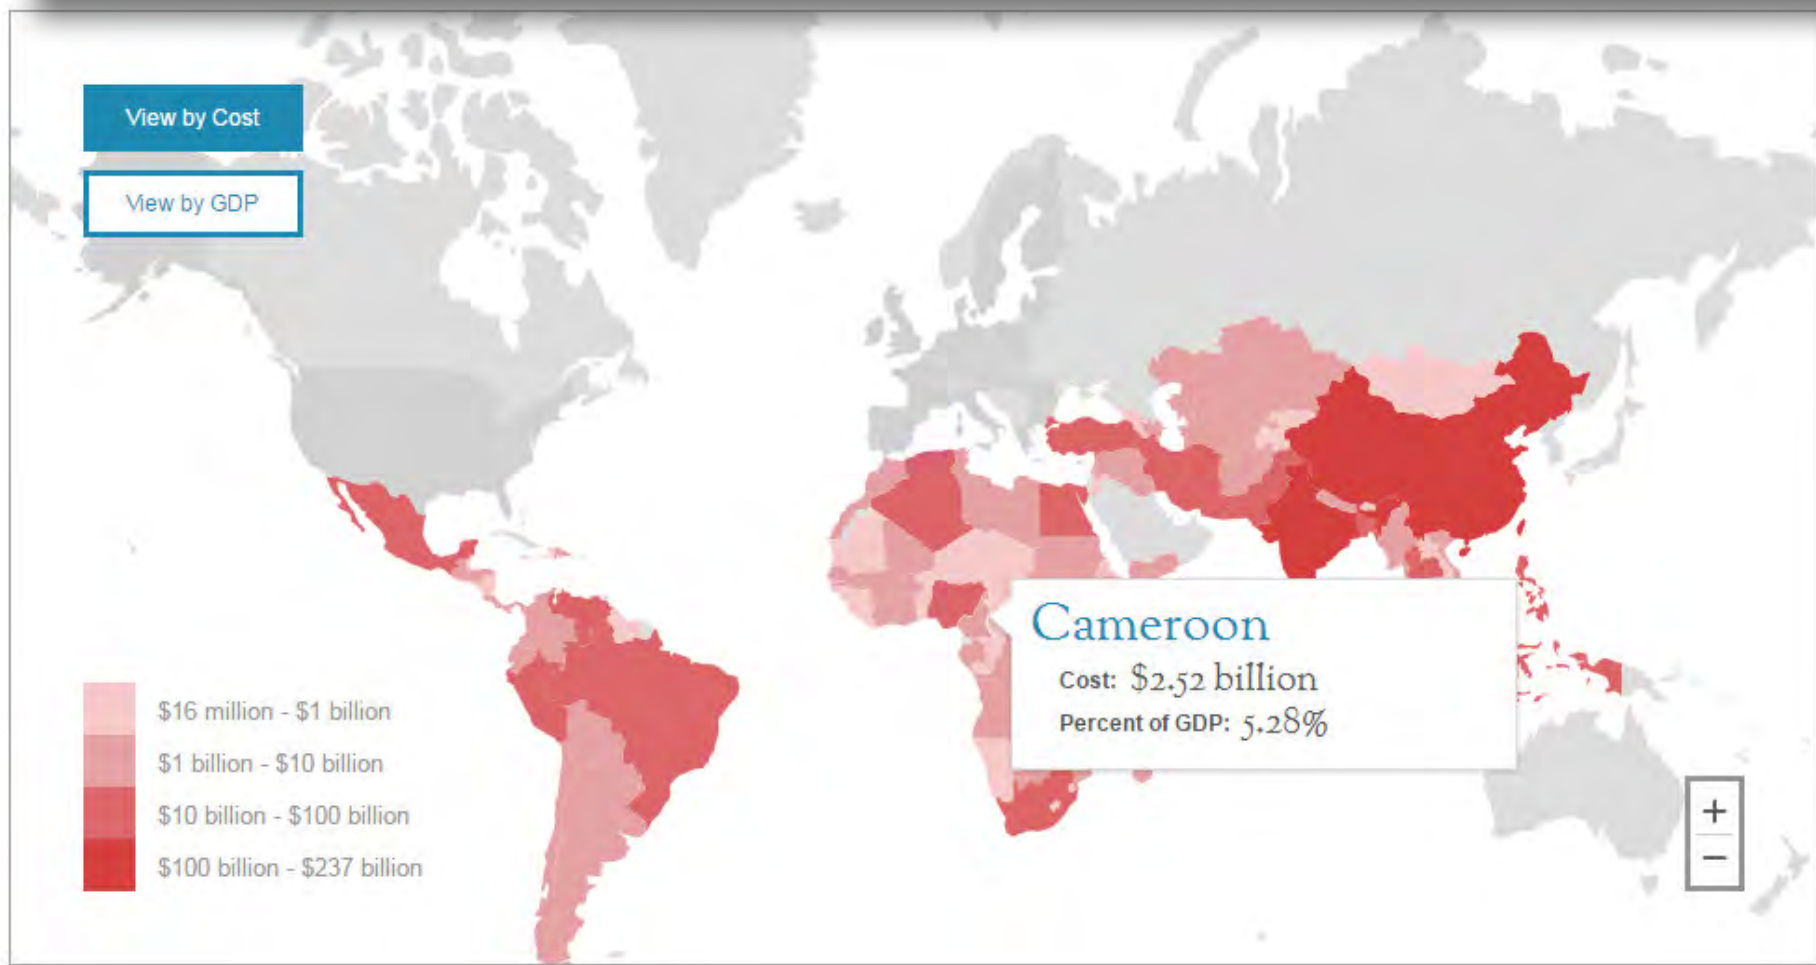 View by Cost
View by GDP
Cameroon
Cost: $2.52 billion
Percent of GDP: 5.28%
$16 million - $1 billion
$1 billion - $10 billion
$10 billion - $100 billion
$100 billion - $237 billion
+
−